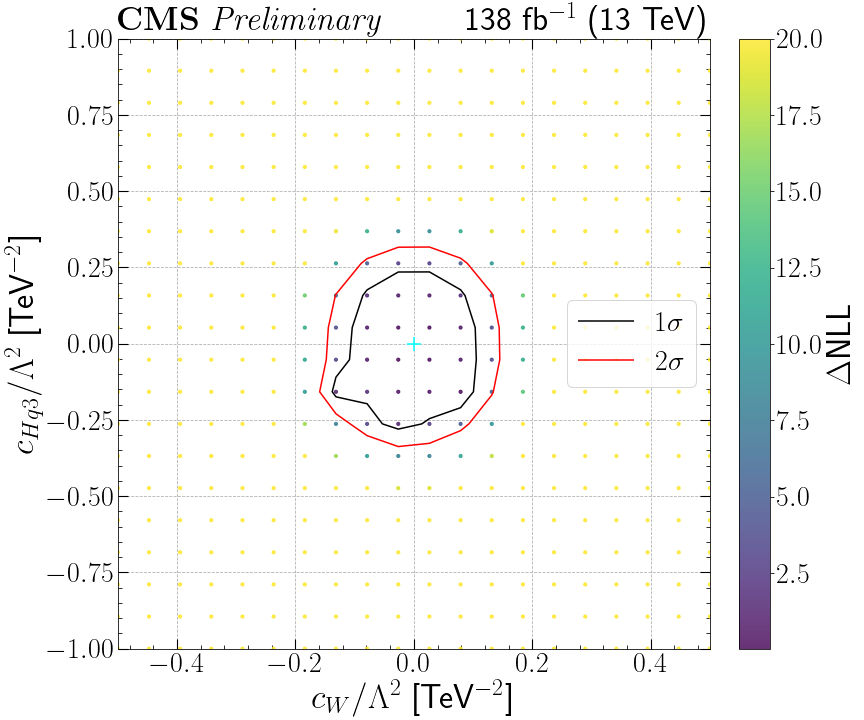 CMS Preliminary 138 fb⁻¹ (13 TeV)
1.00
0.75
0.50
0.25
0.00
−0.25
−0.50
−0.75
−1.00
c_{Hq3}/Λ² [TeV⁻²]
1σ
2σ
−0.4 −0.2 0.0 0.2 0.4
c_W/Λ² [TeV⁻²]
20.0
17.5
15.0
12.5
10.0
7.5
5.0
2.5
ΔNLL